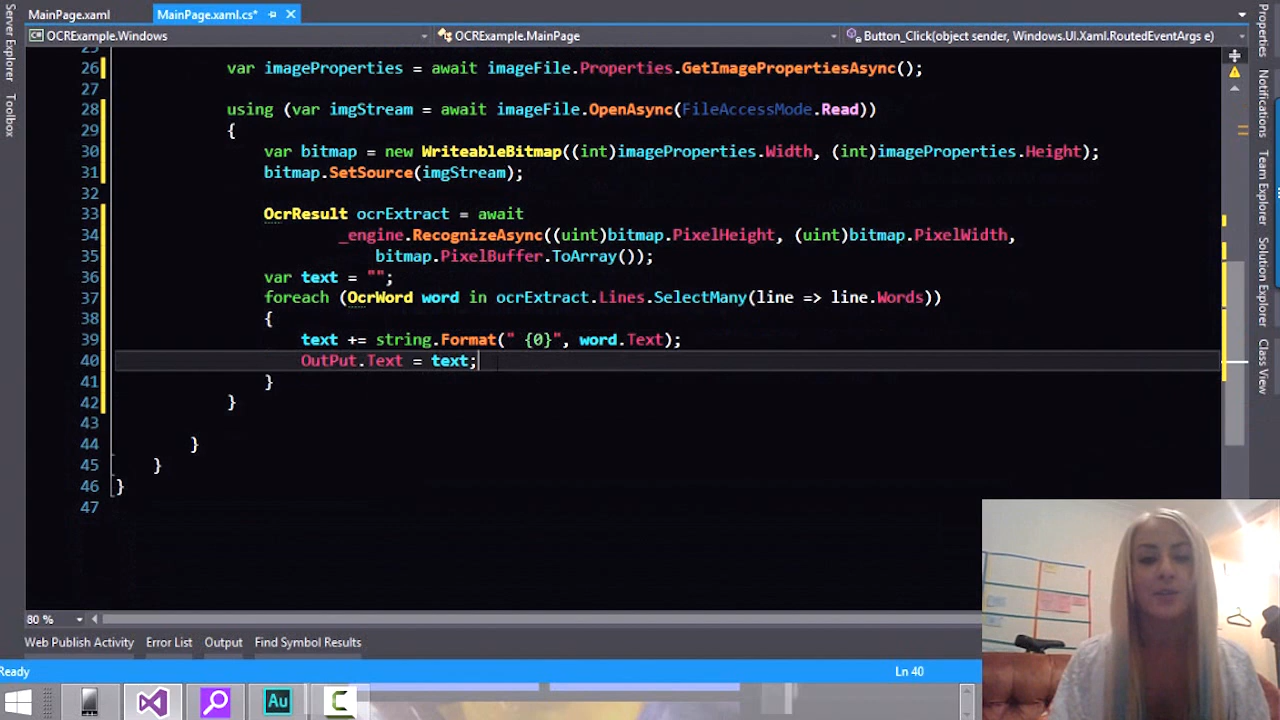 MainPage.xaml
MainPage.xaml.cs*
OCRExample.Windows
OCRExample.MainPage
Button_Click(object sender, Windows.UI.Xaml.RoutedEventArgs e)
Server Explorer
Toolbox
26 var imageProperties = await imageFile.Properties.GetImagePropertiesAsync();
27
28 using (var imgStream = await imageFile.OpenAsync(FileAccessMode.Read))
29 {
30 var bitmap = new WriteableBitmap((int)imageProperties.Width, (int)imageProperties.Height);
31 bitmap.SetSource(imgStream);
32
33 OcrResult ocrExtract = await
34 _engine.RecognizeAsync((uint)bitmap.PixelHeight, (uint)bitmap.PixelWidth,
35 bitmap.PixelBuffer.ToArray());
36 var text = "";
37 foreach (OcrWord word in ocrExtract.Lines.SelectMany(line => line.Words))
38 {
39 text += string.Format(" {0}", word.Text);
40 OutPut.Text = text;
41 }
42 }
43
44 }
45 }
46 }
47
Properties
Notifications
Team Explorer
Solution Explorer
Class View
80 %
Web Publish Activity
Error List
Output
Find Symbol Results
Ready
Ln 40
Au
C